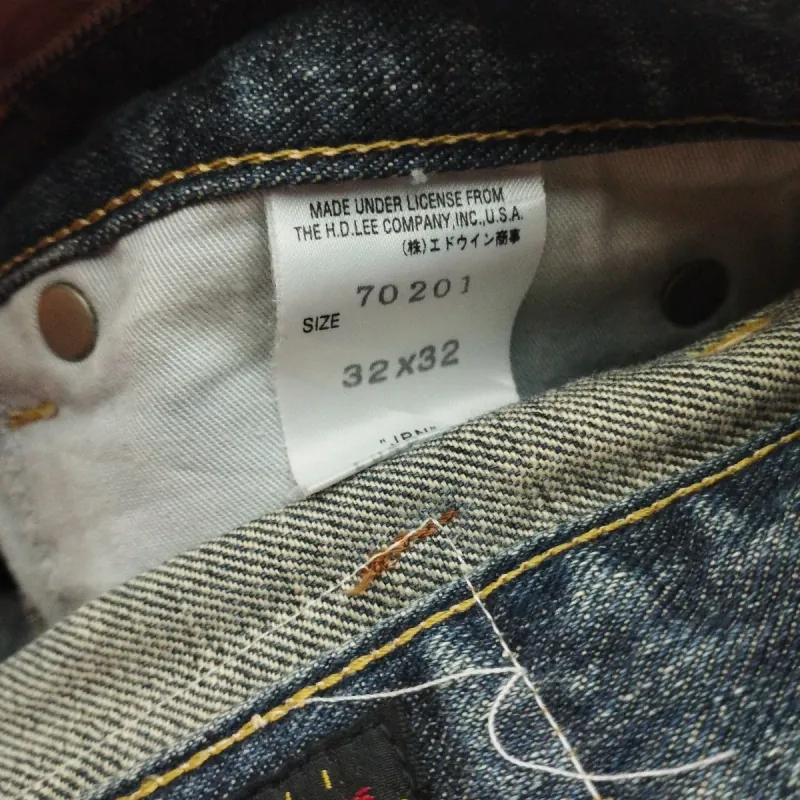 MADE UNDER LICENSE FROM
THE H.D.LEE COMPANY,INC.,U.S.A.
(株)エドウイン商事
70201
SIZE
32x32
"JPN"